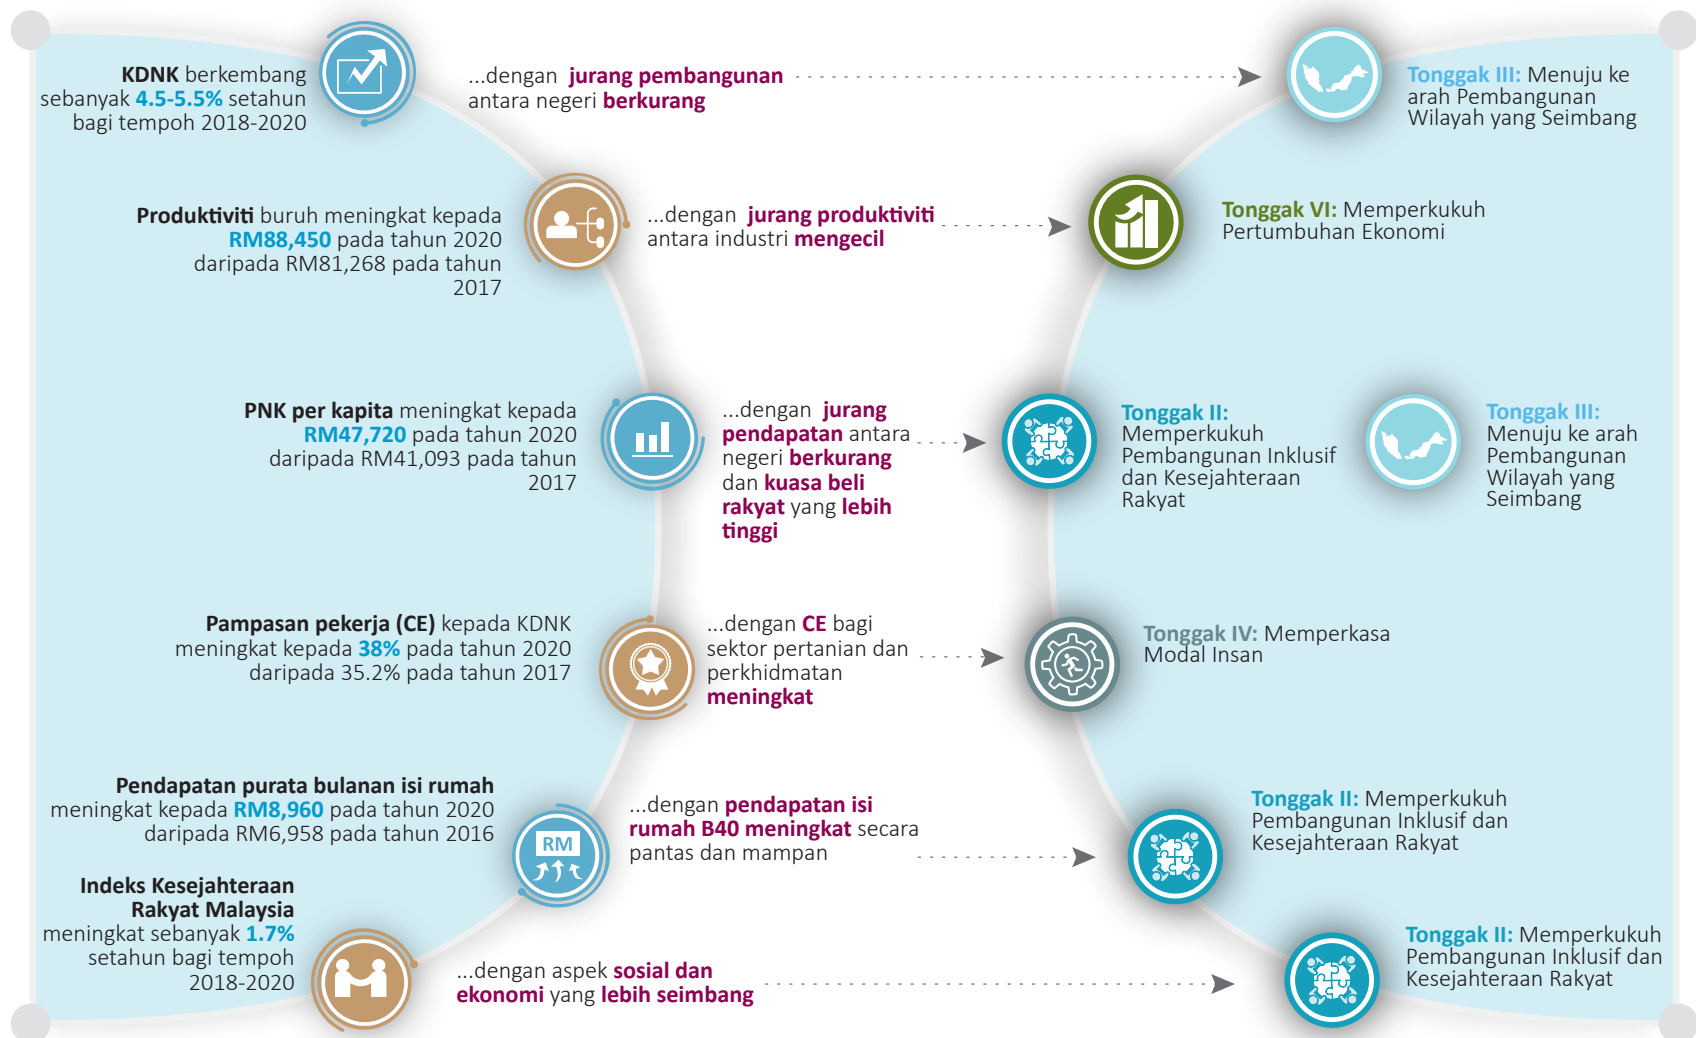 KDNK berkembang
sebanyak 4.5-5.5% setahun
bagi tempoh 2018-2020
...dengan jurang pembangunan
antara negeri berkurang
Tonggak III: Menuju ke
arah Pembangunan
Wilayah yang Seimbang
Produktiviti buruh meningkat kepada
RM88,450 pada tahun 2020
daripada RM81,268 pada tahun
2017
...dengan jurang produktiviti
antara industri mengecil
Tonggak VI: Memperkukuh
Pertumbuhan Ekonomi
PNK per kapita meningkat kepada
RM47,720 pada tahun 2020
daripada RM41,093 pada tahun
2017
...dengan jurang
pendapatan antara
negeri berkurang
dan kuasa beli
rakyat yang lebih
tinggi
Tonggak II:
Memperkukuh
Pembangunan Inklusif
dan Kesejahteraan
Rakyat
Tonggak III:
Menuju ke arah
Pembangunan
Wilayah yang
Seimbang
Pampasan pekerja (CE) kepada KDNK
meningkat kepada 38% pada tahun 2020
daripada 35.2% pada tahun 2017
...dengan CE bagi
sektor pertanian dan
perkhidmatan
meningkat
Tonggak IV: Memperkasa
Modal Insan
Pendapatan purata bulanan isi rumah
meningkat kepada RM8,960 pada tahun 2020
daripada RM6,958 pada tahun 2016
RM
...dengan pendapatan isi
rumah B40 meningkat secara
pantas dan mampan
Tonggak II: Memperkukuh
Pembangunan Inklusif dan
Kesejahteraan Rakyat
Indeks Kesejahteraan
Rakyat Malaysia
meningkat sebanyak 1.7%
setahun bagi tempoh
2018-2020
...dengan aspek sosial dan
ekonomi yang lebih seimbang
Tonggak II: Memperkukuh
Pembangunan Inklusif dan
Kesejahteraan Rakyat